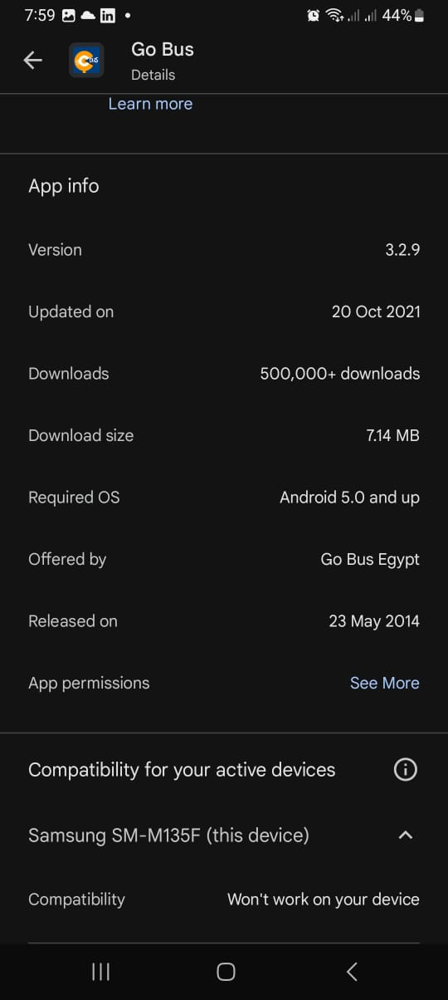 7:59
44%
Go Bus
Details
Learn more
App info
Version 3.2.9
Updated on 20 Oct 2021
Downloads 500,000+ downloads
Download size 7.14 MB
Required OS Android 5.0 and up
Offered by Go Bus Egypt
Released on 23 May 2014
App permissions See More
Compatibility for your active devices
Samsung SM-M135F (this device)
Compatibility Won't work on your device